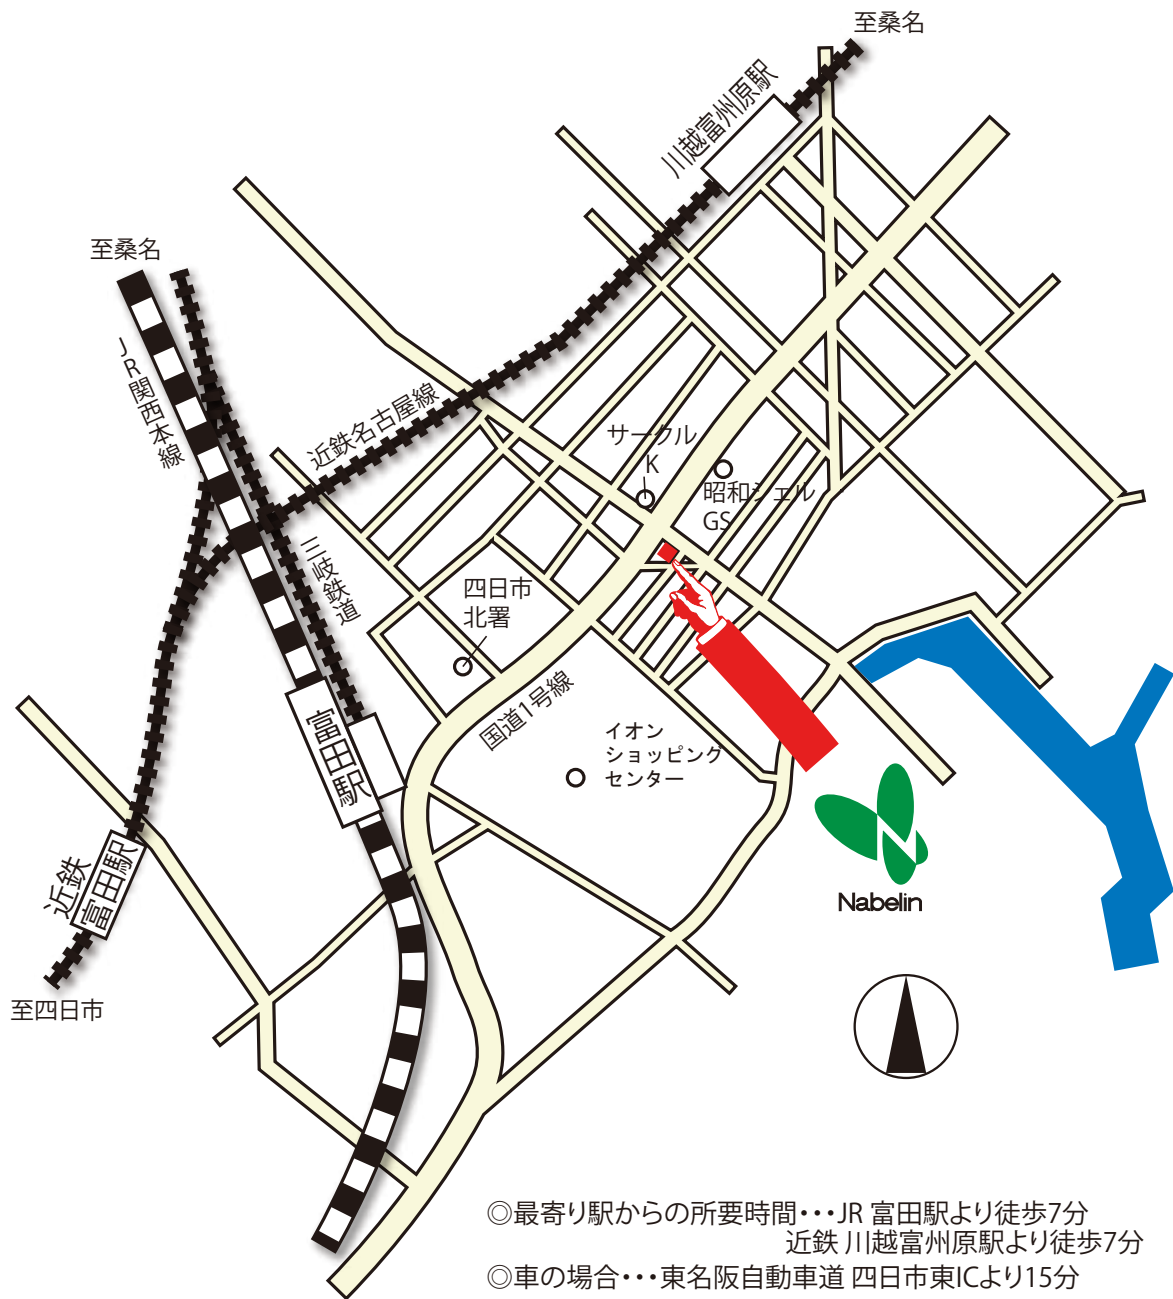 至桑名
川越富州原駅
至桑名
JR関西本線
近鉄名古屋線
サークル
K
昭和シェル
GS
三岐鉄道
四日市
北署
国道1号線
富田駅
イオン
ショッピング
センター
近鉄
富田駅
Nabelin
至四日市
◎最寄り駅からの所要時間・・・JR 富田駅より徒歩7分
近鉄 川越富州原駅より徒歩7分
◎車の場合・・・東名阪自動車道 四日市東ICより15分